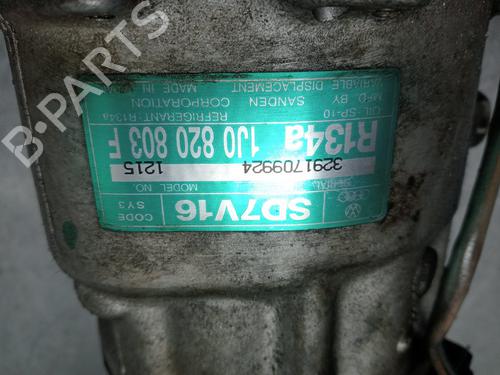 B-PARTS
SD7V16
CODE
SY3
SERIAL
MODEL NO
3291709924
1215
R134a 1J0 820 803 F
OIL: SP-10 REFRIGERANT: R134a
MFD BY SANDEN CORPORATION
VARIABLE DISPLACEMENT MADE IN